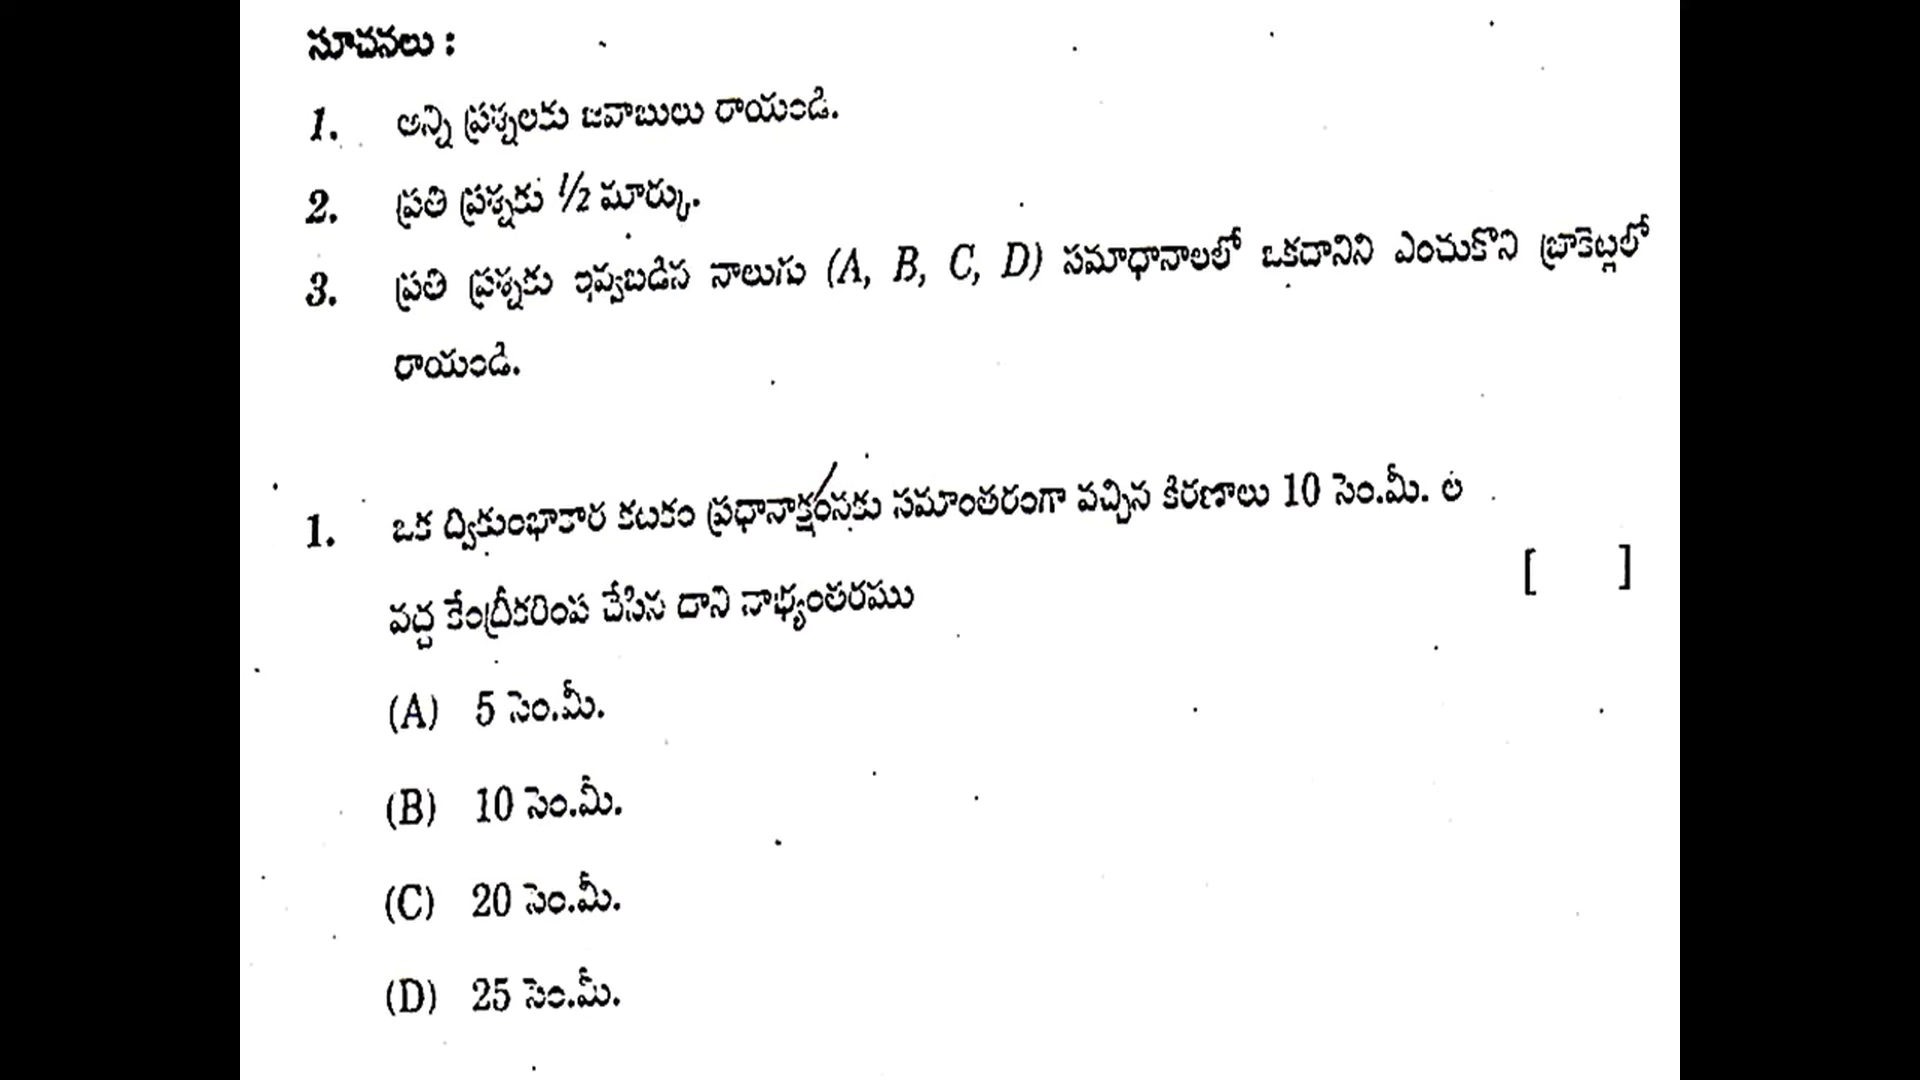 సూచనలు :
1. అన్ని ప్రశ్నలకు జవాబులు రాయండి.
2. ప్రతి ప్రశ్నకు 1/2 మార్కు.
3. ప్రతి ప్రశ్నకు ఇవ్వబడిన నాలుగు (A, B, C, D) సమాధానాలలో ఒకదానిని ఎంచుకొని బ్రాకెట్లలో
రాయండి.
1. ఒక ద్వికుంభాకార కటకం ప్రధానాక్షంనకు సమాంతరంగా వచ్చిన కిరణాలు 10 సెం.మీ. ల
వద్ద కేంద్రీకరింప చేసిన దాని నాభ్యంతరము [ ]
(A) 5 సెం.మీ.
(B) 10 సెం.మీ.
(C) 20 సెం.మీ.
(D) 25 సెం.మీ.